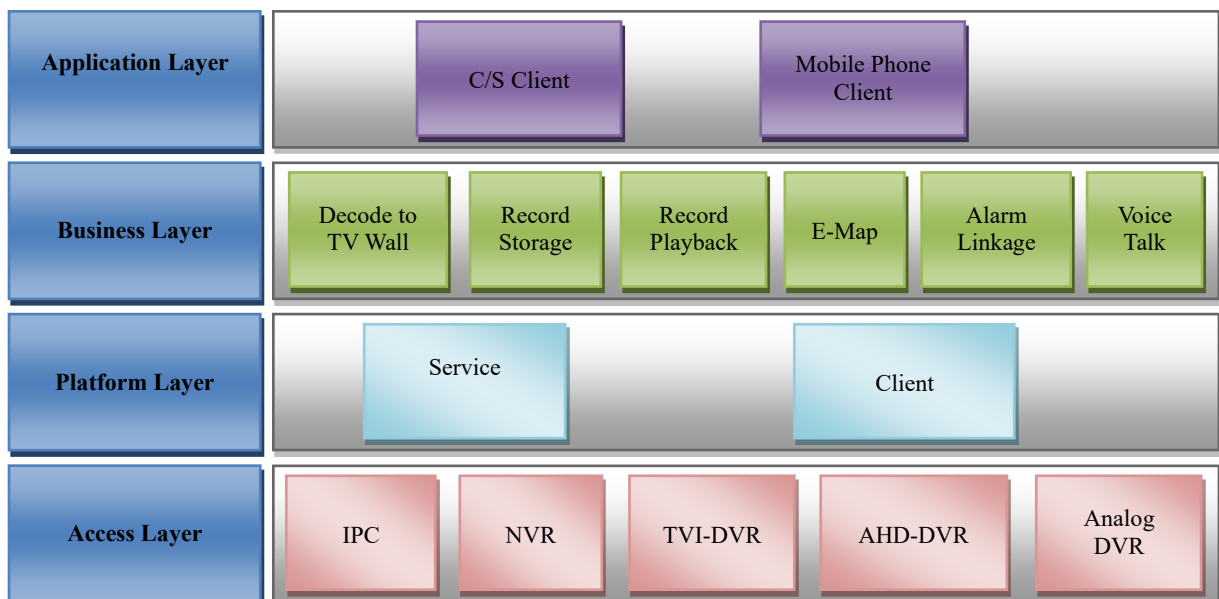 Application Layer
C/S Client
Mobile Phone
Client
Business Layer
Decode to
TV Wall
Record
Storage
Record
Playback
E-Map
Alarm
Linkage
Voice
Talk
Platform Layer
Service
Client
Access Layer
IPC
NVR
TVI-DVR
AHD-DVR
Analog
DVR